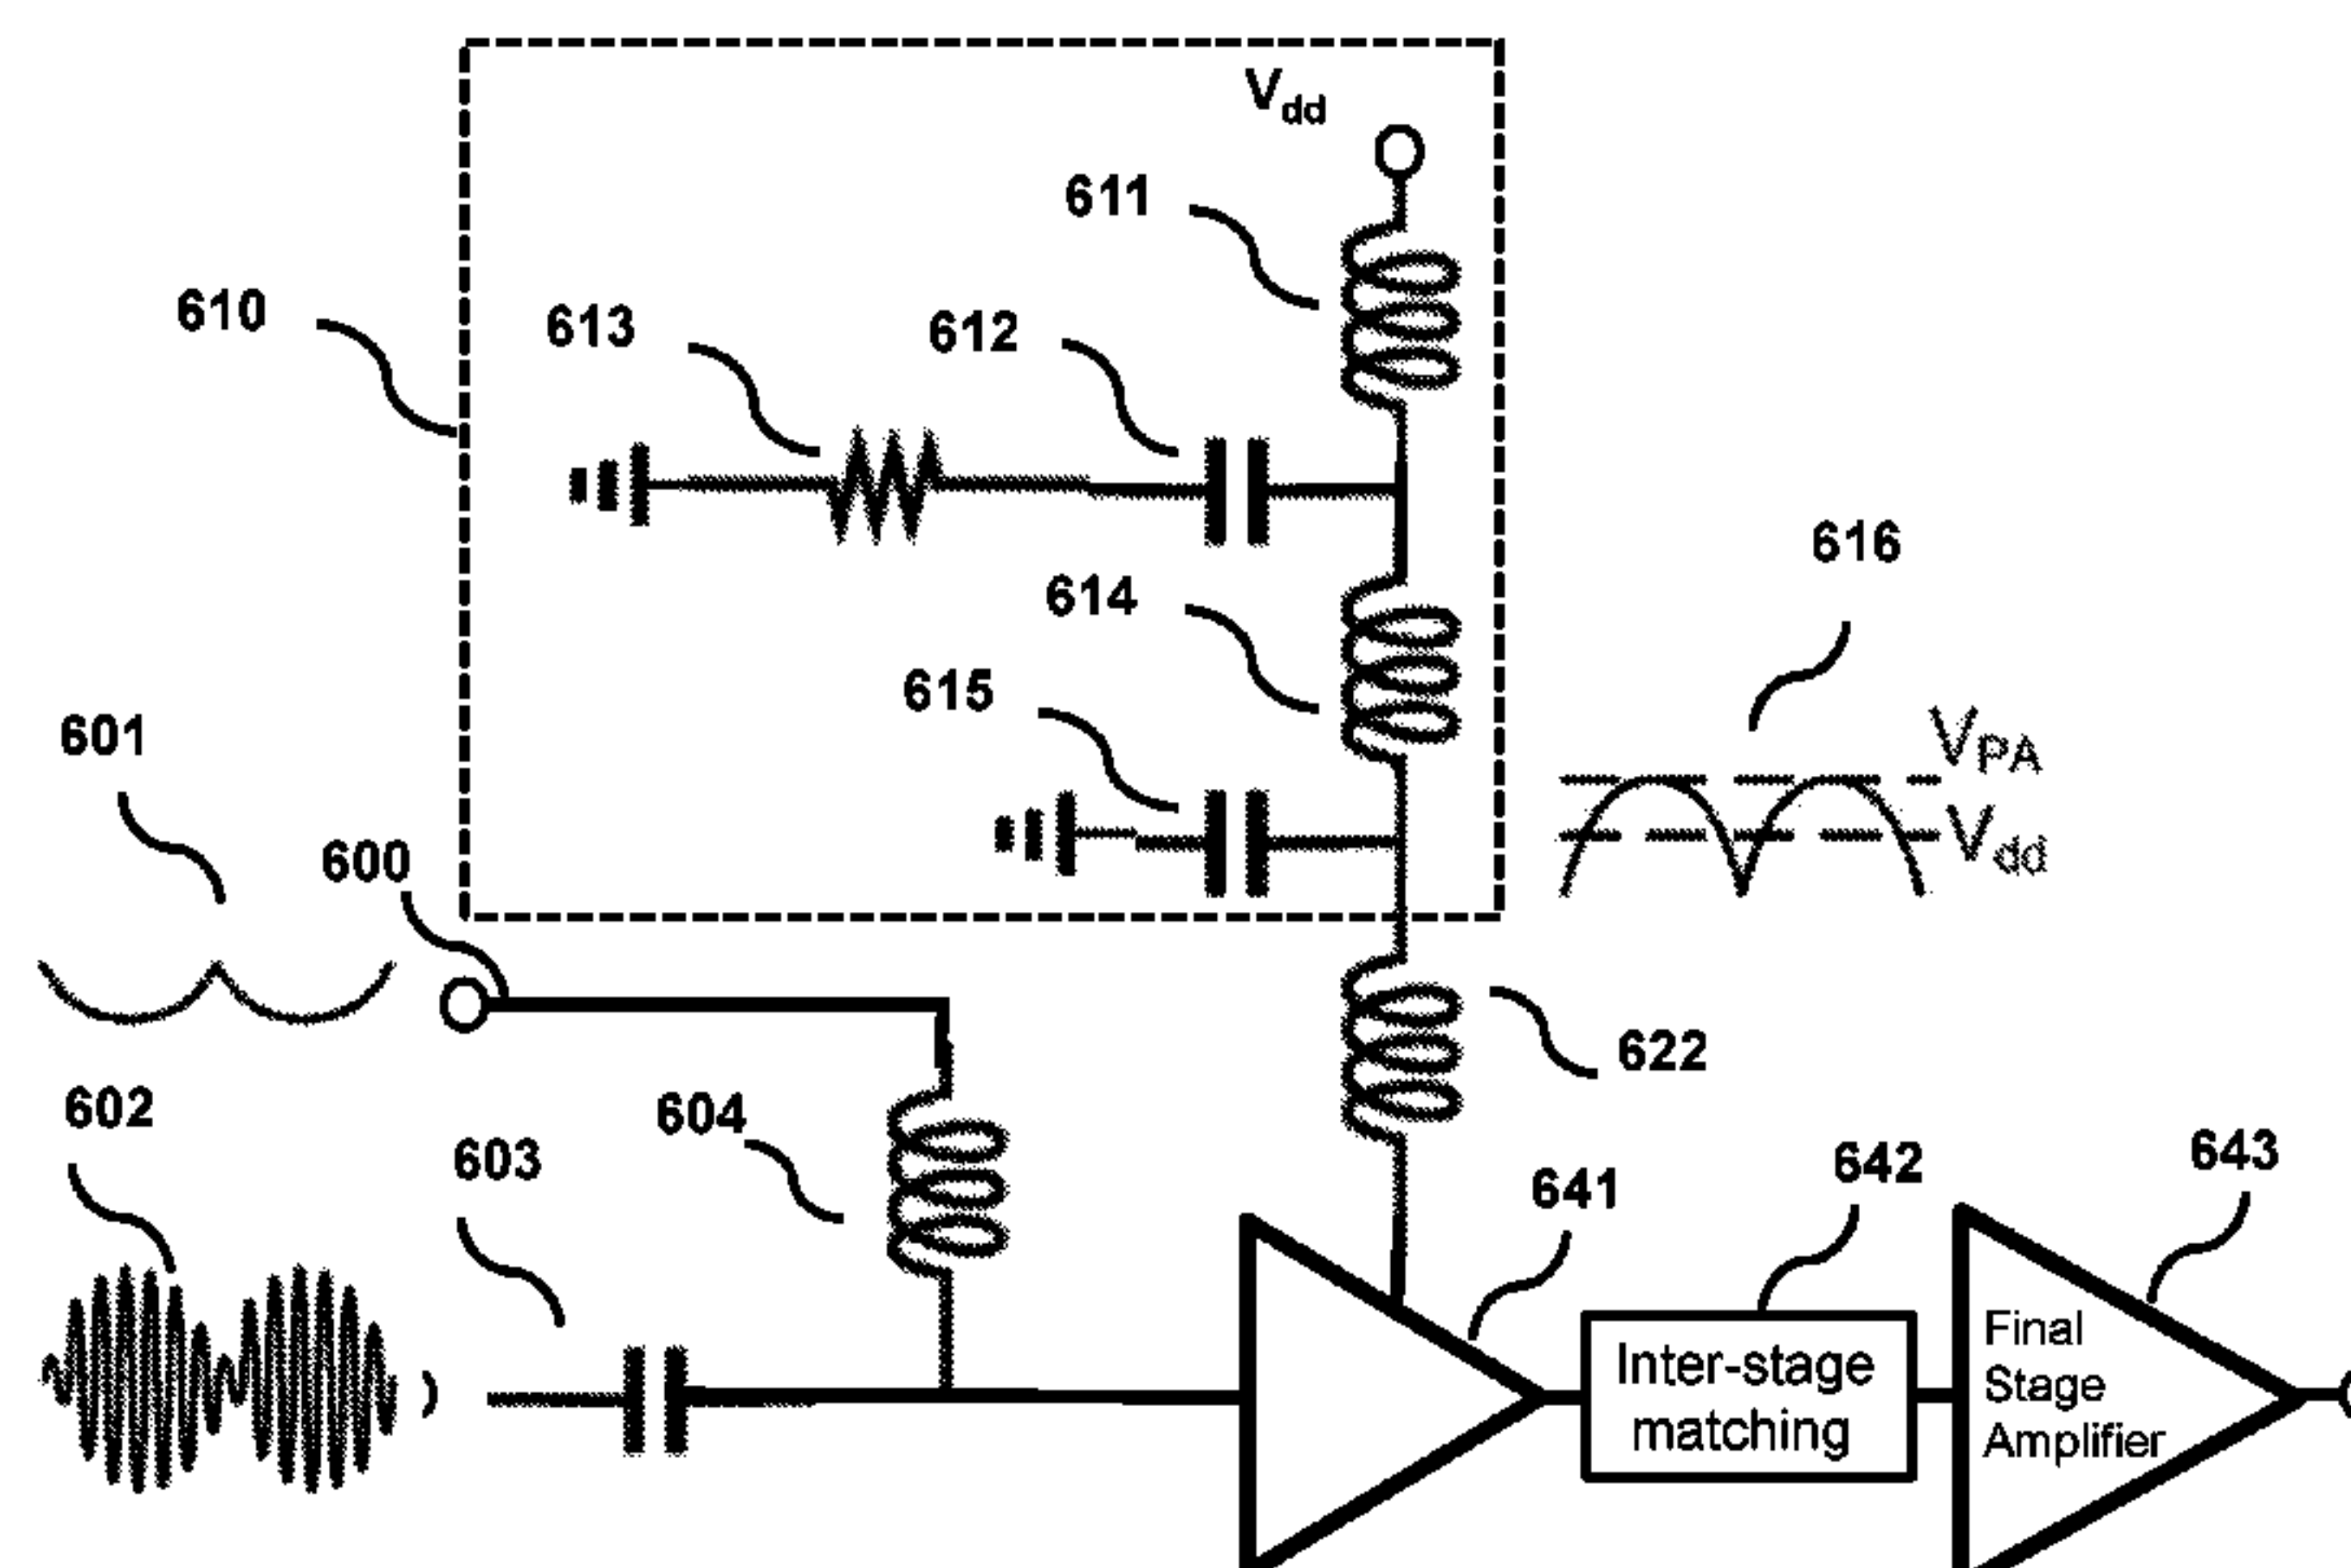 Vdd
611
610
613
612
616
614
615
601
VPA
Vdd
600
622
602
604
603
641
642
643
Inter-stage
matching
Final
Stage
Amplifier